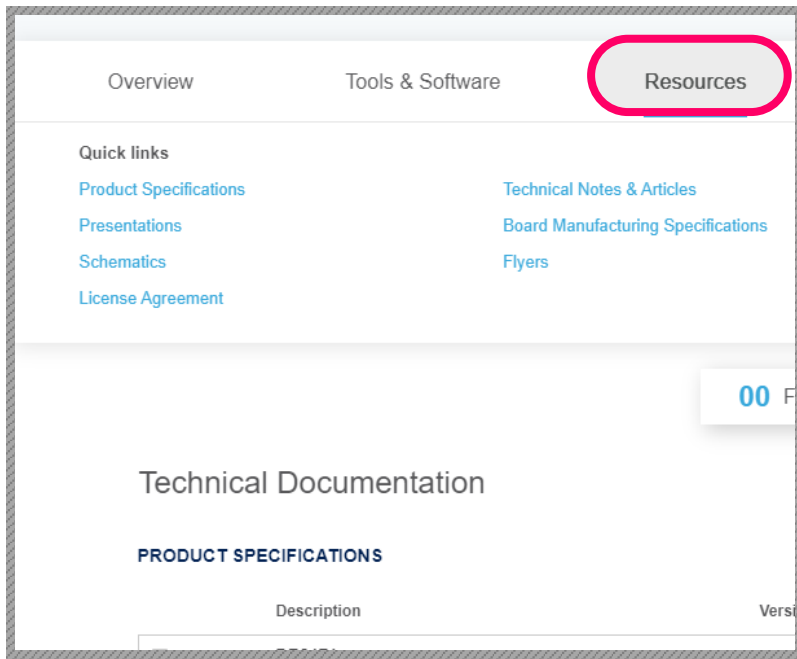 Overview Tools & Software Resources
Quick links
Product Specifications Technical Notes & Articles
Presentations Board Manufacturing Specifications
Schematics Flyers
License Agreement
00 F
Technical Documentation
PRODUCT SPECIFICATIONS
Description Versi